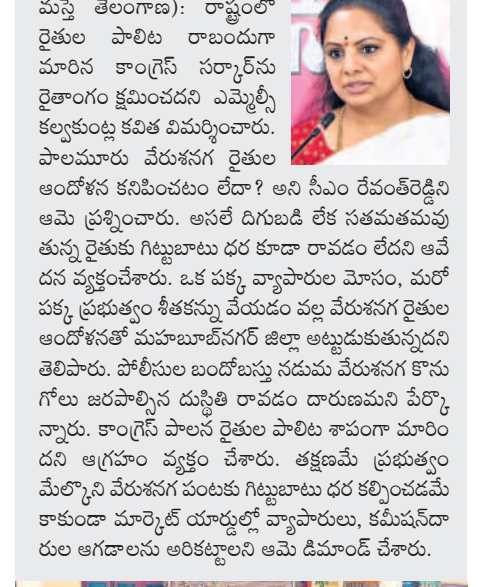 మస్తే తెలంగాణ): రాష్ట్రంలో
రైతుల పాలిట రాబందుగా
మారిన కాంగ్రెస్ సర్కార్‌ను
రైతాంగం క్షమించదని ఎమ్మెల్సీ
కల్వకుంట్ల కవిత విమర్శించారు.
పాలమూరు వేరుశనగ రైతుల
ఆందోళన కనిపించటం లేదా? అని సీఎం రేవంత్‌రెడ్డిని
ఆమె ప్రశ్నించారు. అసలే దిగుబడి లేక సతమతమవు
తున్న రైతుకు గిట్టుబాటు ధర కూడా రావడం లేదని ఆవే
దన వ్యక్తంచేశారు. ఒక పక్క వ్యాపారుల మోసం, మరో
పక్క ప్రభుత్వం శీతకన్ను వేయడం వల్ల వేరుశనగ రైతుల
ఆందోళనతో మహబూబ్‌నగర్ జిల్లా అట్టుడుకుతున్నదని
తెలిపారు. పోలీసుల బందోబస్తు నడుమ వేరుశనగ కొను
గోలు జరపాల్సిన దుస్థితి రావడం దారుణమని పేర్కొ
న్నారు. కాంగ్రెస్ పాలన రైతుల పాలిట శాపంగా మారిం
దని ఆగ్రహం వ్యక్తం చేశారు. తక్షణమే ప్రభుత్వం
మేల్కొని వేరుశనగ పంటకు గిట్టుబాటు ధర కల్పించడమే
కాకుండా మార్కెట్ యార్డుల్లో వ్యాపారులు, కమీషన్‌దా
రుల ఆగడాలను అరికట్టాలని ఆమె డిమాండ్ చేశారు.